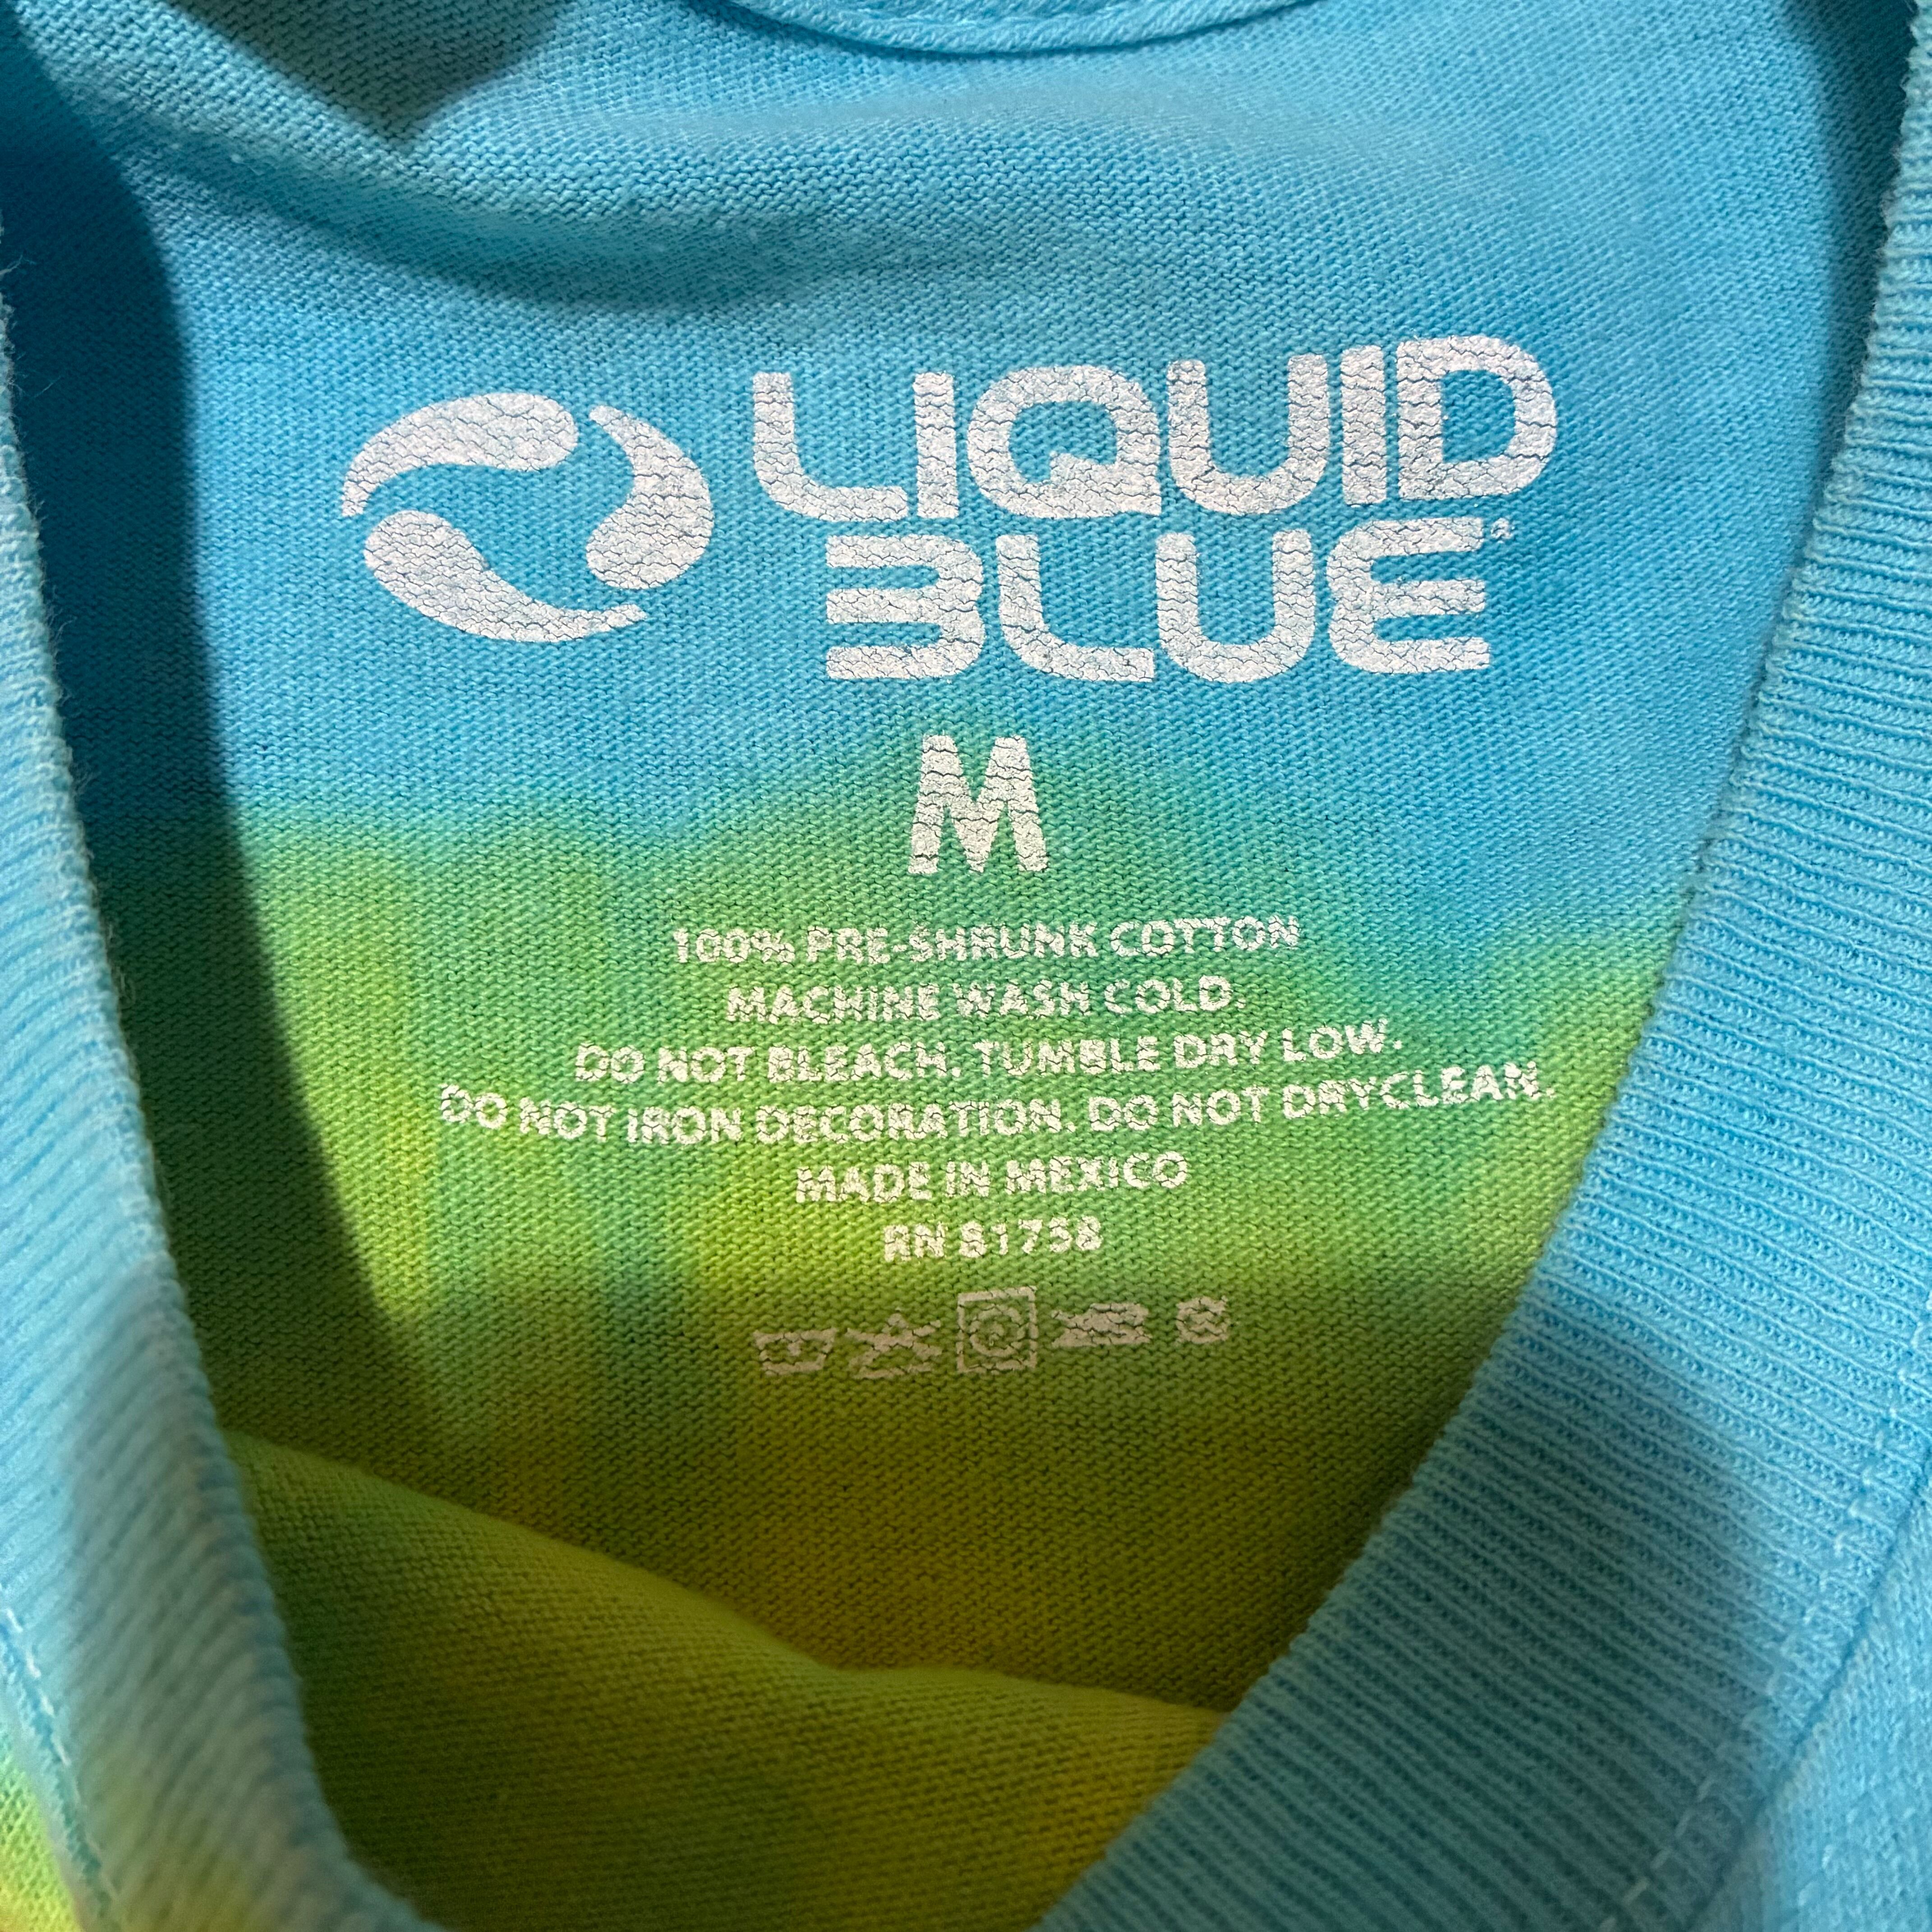 LIQUID
BLUE®
M
100% PRE-SHRUNK COTTON
MACHINE WASH COLD.
DO NOT BLEACH. TUMBLE DRY LOW.
DO NOT IRON DECORATION. DO NOT DRYCLEAN.
MADE IN MEXICO
RN 81758